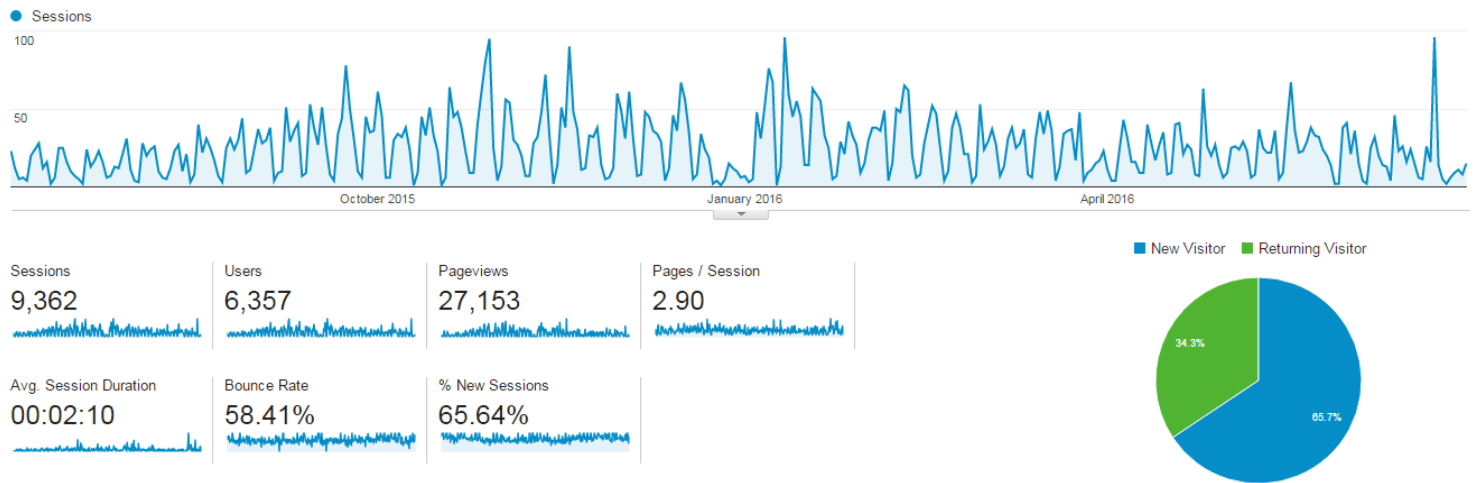 Sessions
100
50
October 2015
January 2016
April 2016
New Visitor
Returning Visitor
Sessions
Users
Pageviews
Pages / Session
9,362
6,357
27,153
2.90
Avg. Session Duration
Bounce Rate
% New Sessions
00:02:10
58.41%
65.64%
34.3%
65.7%